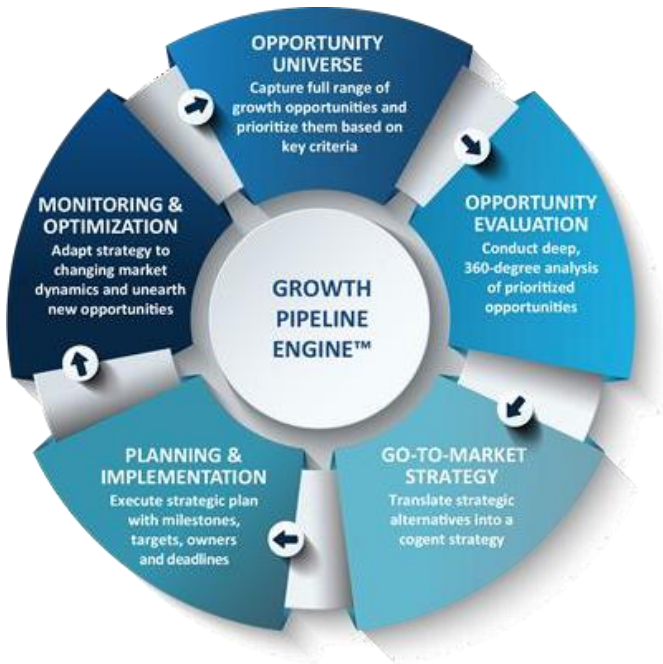 OPPORTUNITY
UNIVERSE
Capture full range of
growth opportunities and
prioritize them based on
key criteria
OPPORTUNITY
EVALUATION
Conduct deep,
360-degree analysis
of prioritized
opportunities
GO-TO-MARKET
STRATEGY
Translate strategic
alternatives into a
cogent strategy
PLANNING &
IMPLEMENTATION
Execute strategic plan
with milestones,
targets, owners
and deadlines
MONITORING &
OPTIMIZATION
Adapt strategy to
changing market
dynamics and unearth
new opportunities
GROWTH
PIPELINE
ENGINE™